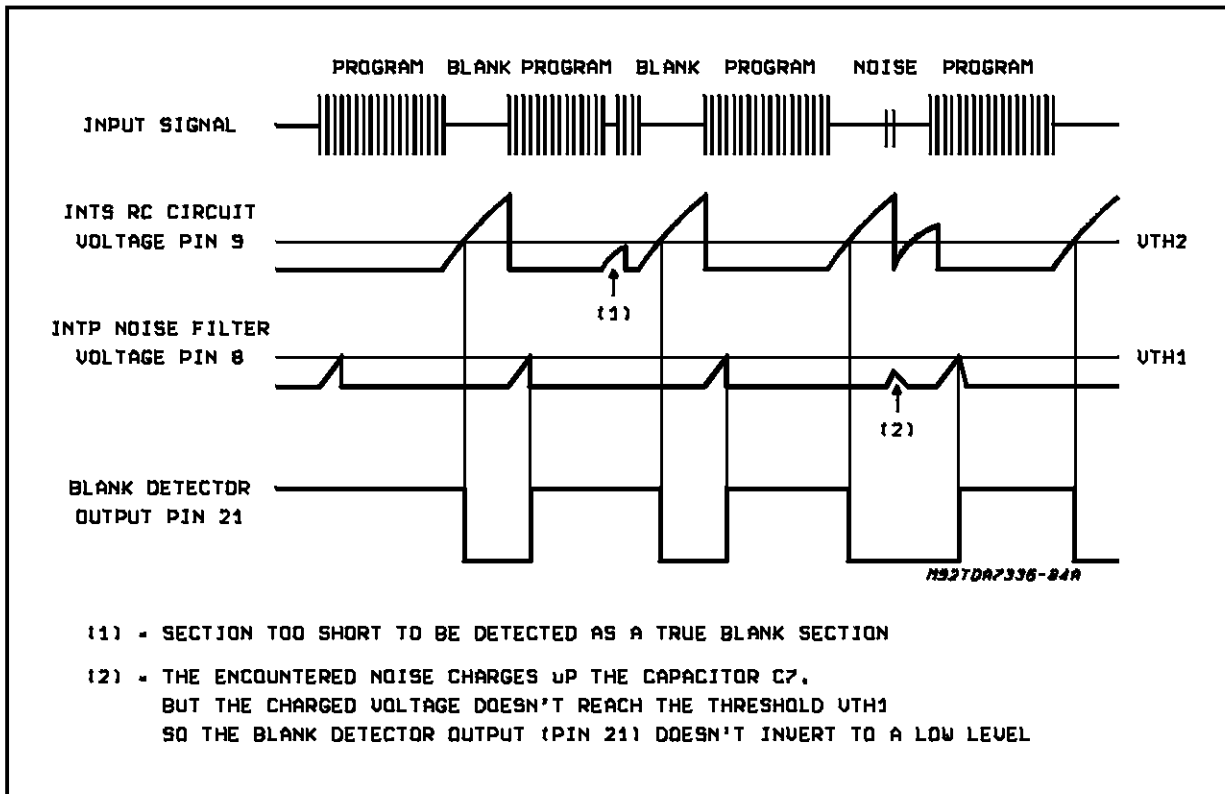 PROGRAM BLANK PROGRAM BLANK PROGRAM NOISE PROGRAM
INPUT SIGNAL
INTS RC CIRCUIT
VOLTAGE PIN 9
VTH2
(1)
INTP NOISE FILTER
VOLTAGE PIN 8
VTH1
(2)
BLANK DETECTOR
OUTPUT PIN 21
M92TDA7336-04A
(1) = SECTION TOO SHORT TO BE DETECTED AS A TRUE BLANK SECTION
(2) = THE ENCOUNTERED NOISE CHARGES UP THE CAPACITOR C7,
BUT THE CHARGED VOLTAGE DOESN'T REACH THE THRESHOLD VTH1
SO THE BLANK DETECTOR OUTPUT (PIN 21) DOESN'T INVERT TO A LOW LEVEL